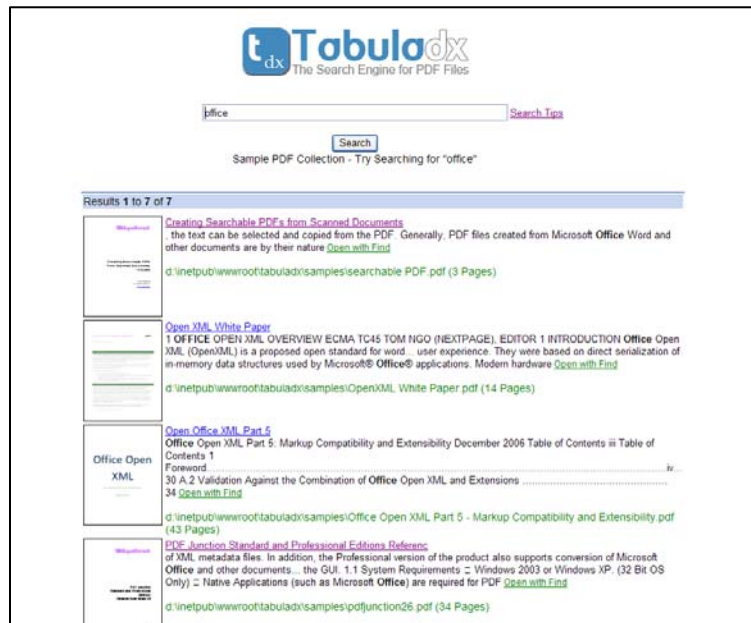 t
dx
Tabuladx
The Search Engine for PDF Files
office
Search Tips
Search
Sample PDF Collection - Try Searching for "office"
Results 1 to 7 of 7
Creating Searchable PDFs from Scanned Documents
, the text can be selected and copied from the PDF. Generally, PDF files created from Microsoft Office Word and
other documents are by their nature Open with Find
d:\inetpub\wwwroot\tabuladx\samples\searchable PDF.pdf (3 Pages)
Open XML White Paper
1 OFFICE OPEN XML OVERVIEW ECMA TC45 TOM NGO (NEXTPAGE), EDITOR 1 INTRODUCTION Office Open
XML (OpenXML) is a proposed open standard for word... user experience. They were based on direct serialization of
in-memory data structures used by Microsoft® Office® applications. Modern hardware Open with Find
d:\inetpub\wwwroot\tabuladx\samples\OpenXML White Paper.pdf (14 Pages)
Office Open
XML
Open Office XML Part 5
Office Open XML Part 5: Markup Compatibility and Extensibility December 2006 Table of Contents iii Table of
Contents 1
Foreword..........iv...
30 A.2 Validation Against the Combination of Office Open XML and Extensions ..........
34 Open with Find
d:\inetpub\wwwroot\tabuladx\samples\Office Open XML Part 5 - Markup Compatibility and Extensibility.pdf
(43 Pages)
PDF Junction Standard and Professional Editions Referenc
of XML metadata files. In addition, the Professional version of the product also supports conversion of Microsoft
Office and other documents... the GUI. 1.1 System Requirements □ Windows 2003 or Windows XP. (32 Bit OS
Only) □ Native Applications (such as Microsoft Office) are required for PDF Open with Find
d:\inetpub\wwwroot\tabuladx\samples\pdfjunction26.pdf (34 Pages)